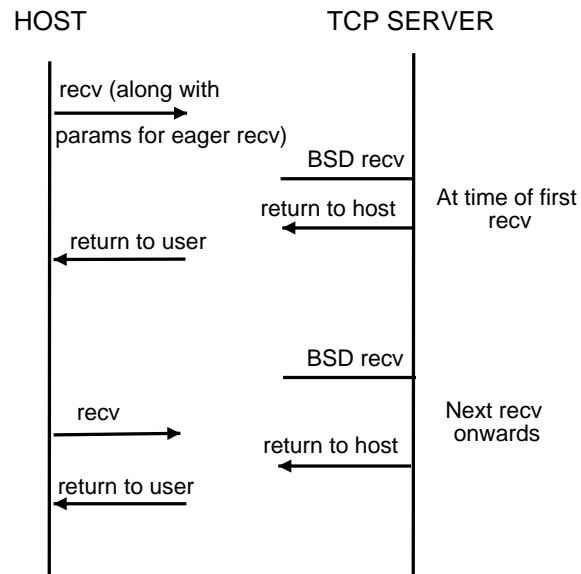 HOST
TCP SERVER
recv (along with
params for eager recv)
BSD recv
At time of first
recv
return to host
return to user
BSD recv
recv
Next recv
onwards
return to host
return to user